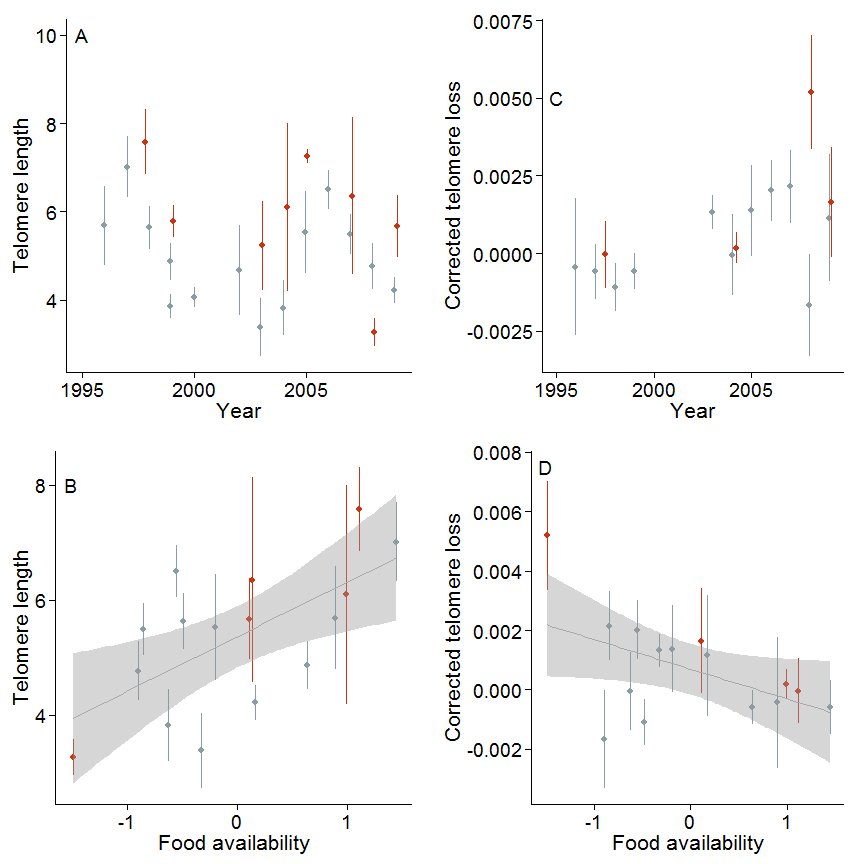 A
Telomere length
10
8
6
4
1995
2000
2005
Year
C
Corrected telomere loss
0.0075
0.0050
0.0025
0.0000
-0.0025
1995
2000
2005
Year
B
Telomere length
8
6
4
-1
0
1
Food availability
D
Corrected telomere loss
0.008
0.006
0.004
0.002
0.000
-0.002
-1
0
1
Food availability